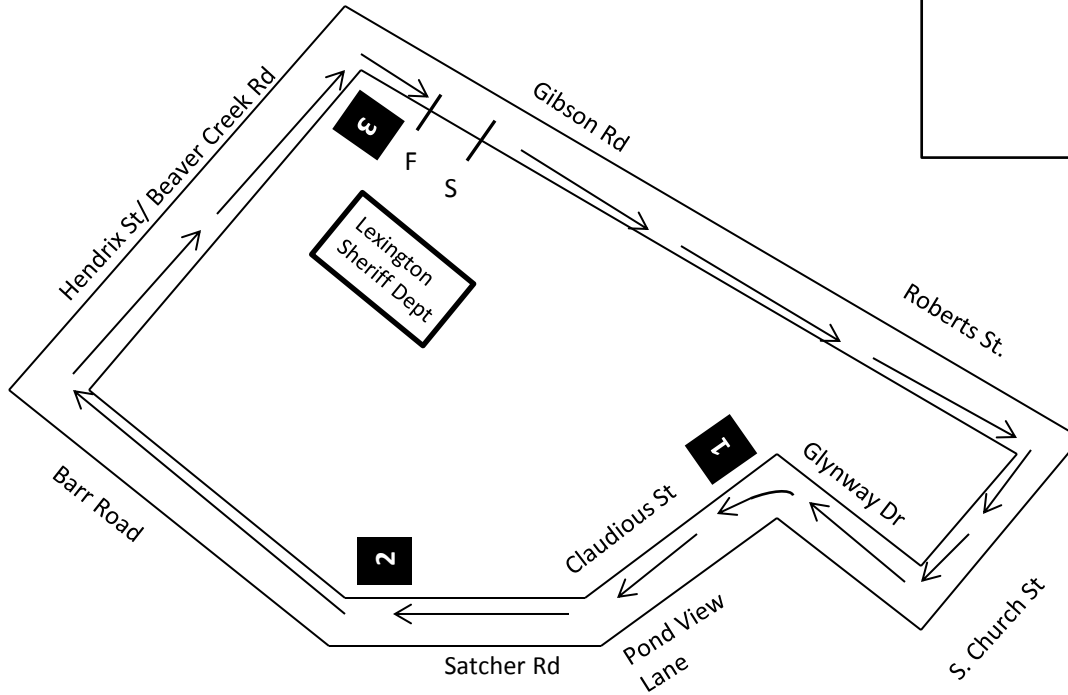 Gibson Rd
Hendrix St/ Beaver Creek Rd
3
F
S
Lexington
Sheriff Dept
Roberts St.
1
Glynway Dr
Claudious St
Barr Road
2
Pond View
Lane
Satcher Rd
S. Church St